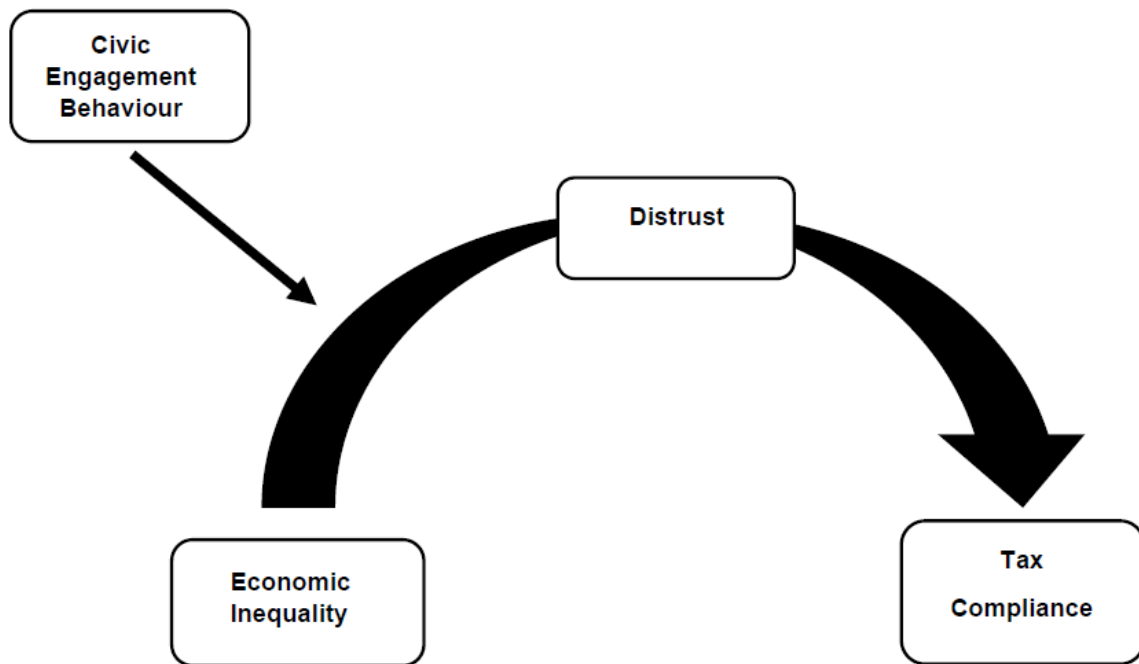 Civic
Engagement
Behaviour
Distrust
Economic
Inequality
Tax
Compliance